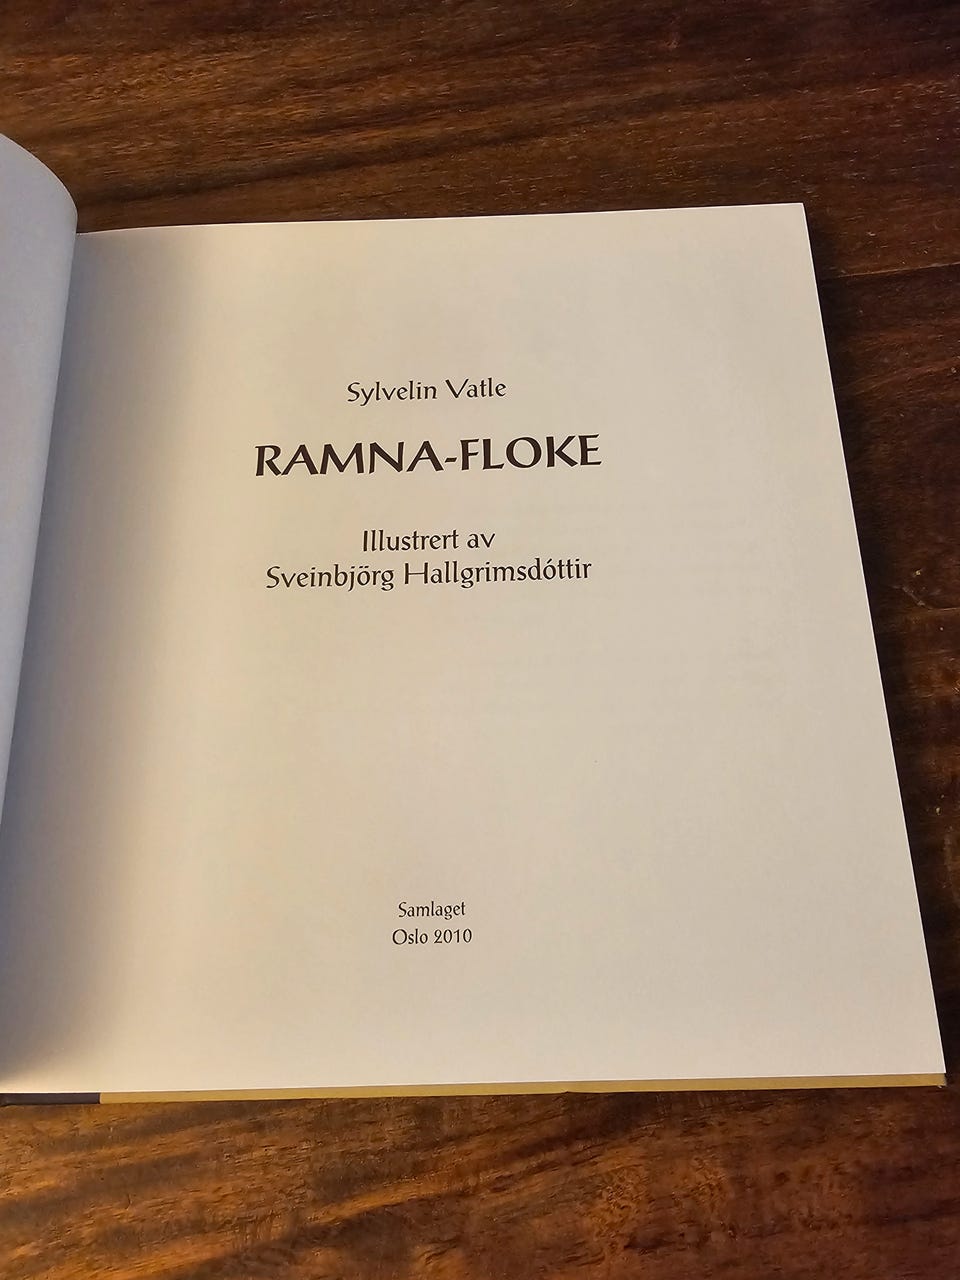 Sylvelin Vatle
RAMNA-FLOKE
Illustrert av
Sveinbjörg Hallgrimsdóttir
Samlaget
Oslo 2010